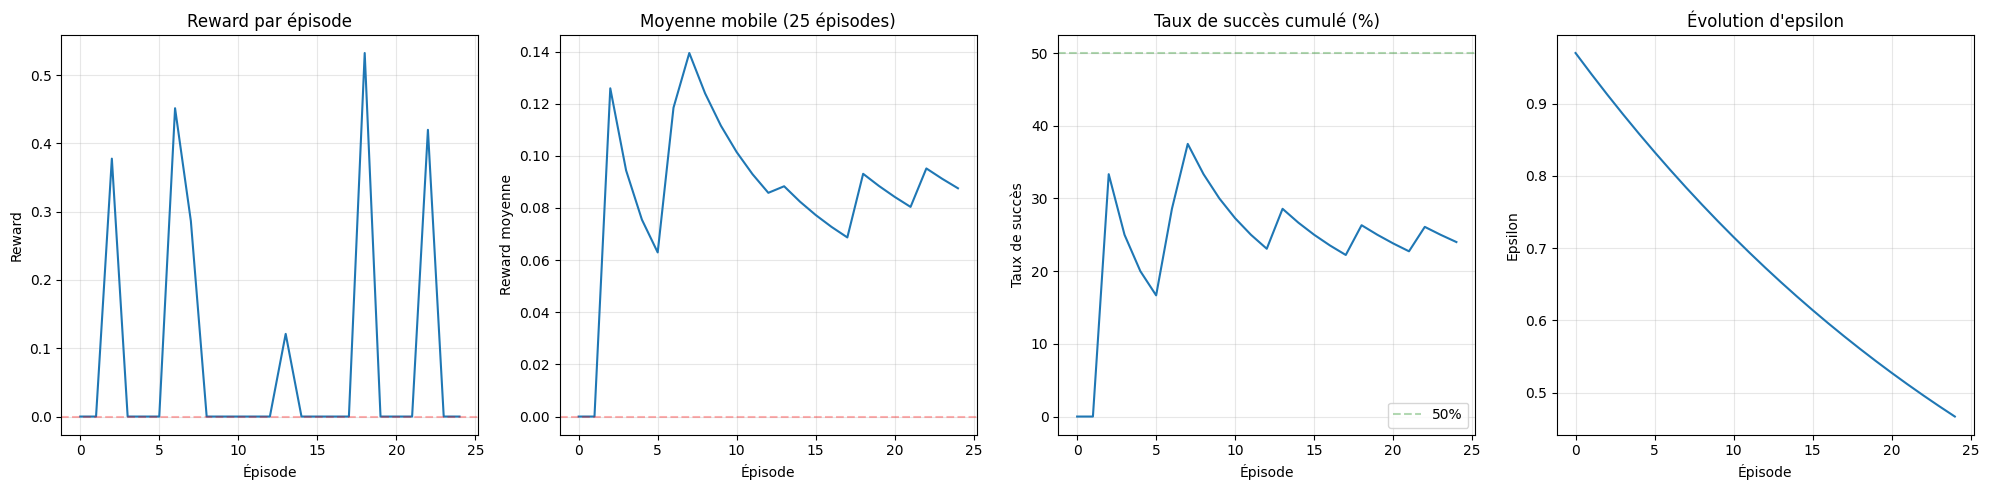 Reward par épisode
Reward
0.5
0.4
0.3
0.2
0.1
0.0
0 5 10 15 20 25
Épisode
Moyenne mobile (25 épisodes)
Reward moyenne
0.14
0.12
0.10
0.08
0.06
0.04
0.02
0.00
0 5 10 15 20 25
Épisode
Taux de succès cumulé (%)
Taux de succès
50
40
30
20
10
0
50%
0 5 10 15 20 25
Épisode
Évolution d'epsilon
Epsilon
0.9
0.8
0.7
0.6
0.5
0 5 10 15 20 25
Épisode